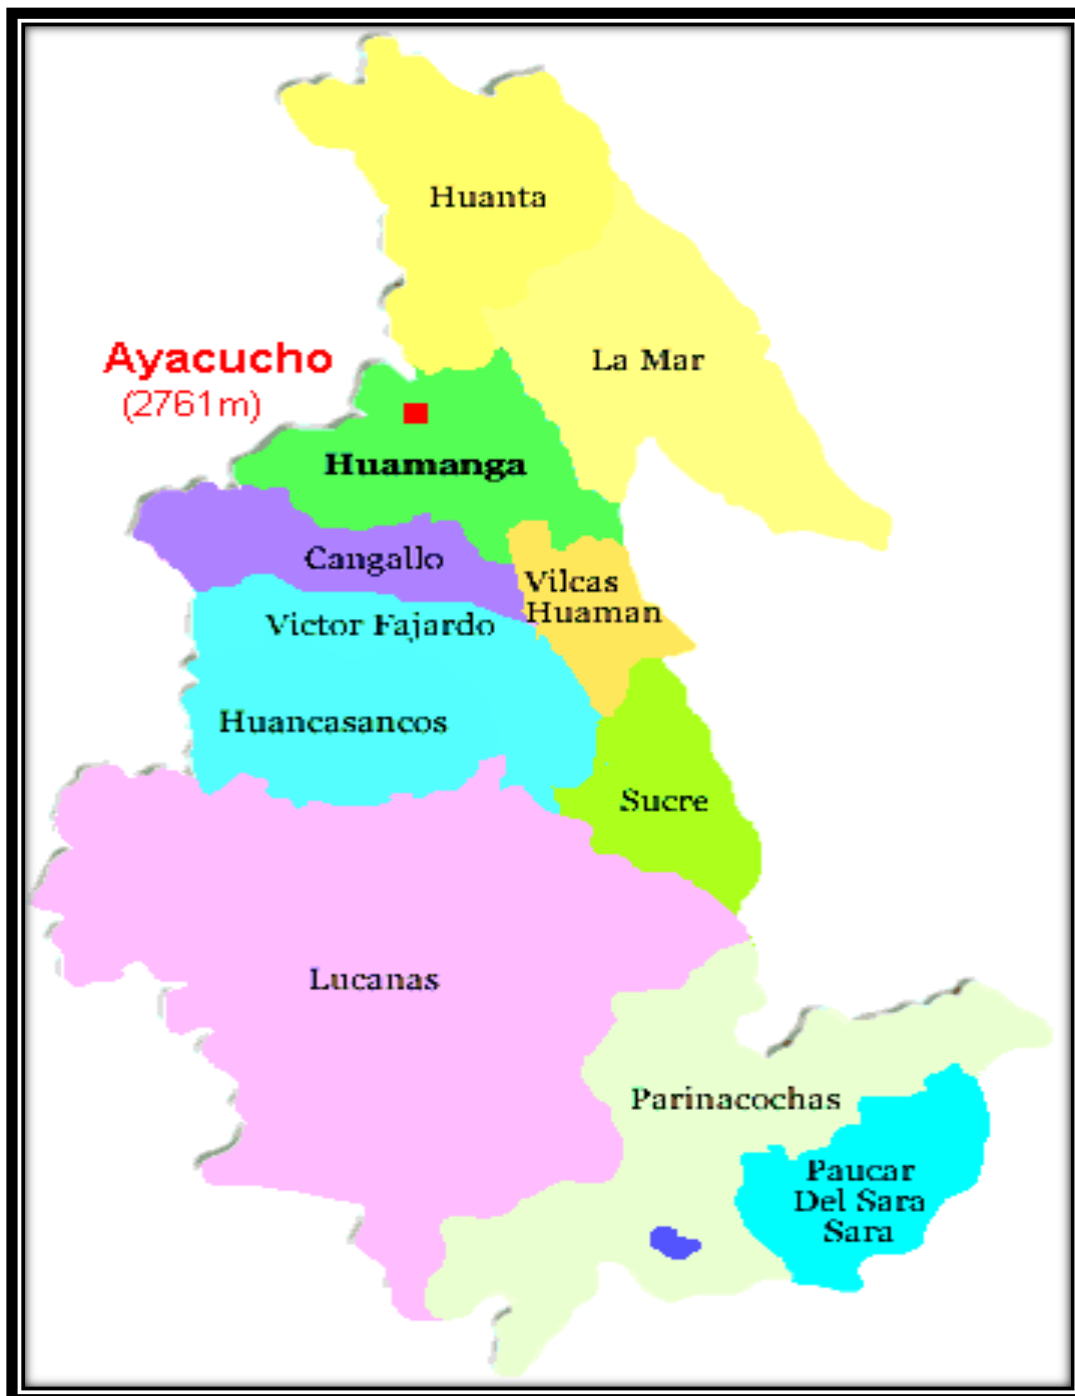 Huanta
La Mar
Ayacucho
(2761m)
Huamanga
Cangallo
Vilcas
Huaman
Victor Fajardo
Huancasancos
Sucre
Lucanas
Parinacochas
Paucar
Del Sara
Sara